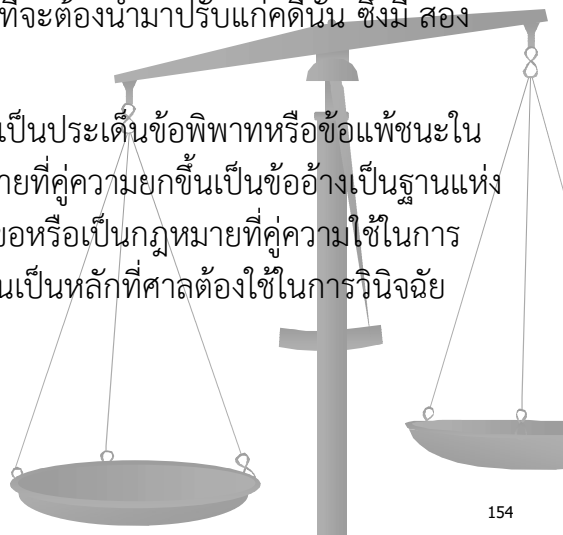 ที่จะต้องนำมาปรับแก่คดีนั้น ซึ่งมี สอง
เป็นประเด็นข้อพิพาทหรือข้อแพ้ชนะใน
ายที่คู่ความยกขึ้นเป็นข้ออ้างเป็นฐานแห่ง
ขอหรือเป็นกฎหมายที่คู่ความใช้ในการ
นเป็นหลักที่ศาลต้องใช้ในการวินิจฉัย
154